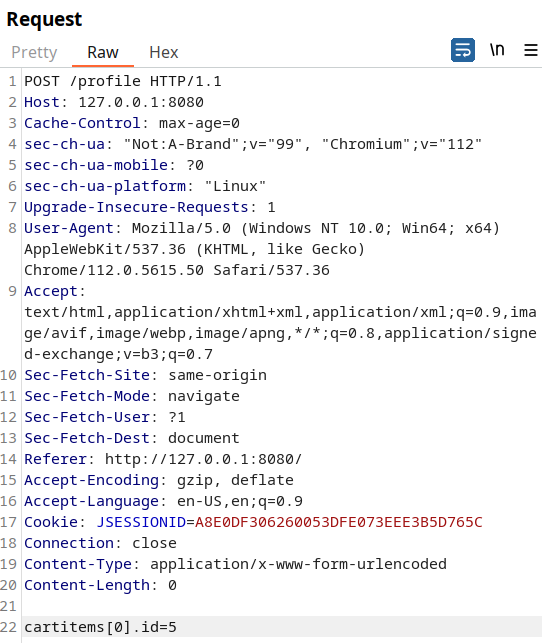 Request
Pretty Raw Hex \n
1 POST /profile HTTP/1.1
2 Host: 127.0.0.1:8080
3 Cache-Control: max-age=0
4 sec-ch-ua: "Not:A-Brand";v="99", "Chromium";v="112"
5 sec-ch-ua-mobile: ?0
6 sec-ch-ua-platform: "Linux"
7 Upgrade-Insecure-Requests: 1
8 User-Agent: Mozilla/5.0 (Windows NT 10.0; Win64; x64)
AppleWebKit/537.36 (KHTML, like Gecko)
Chrome/112.0.5615.50 Safari/537.36
9 Accept:
text/html,application/xhtml+xml,application/xml;q=0.9,ima
ge/avif,image/webp,image/apng,*/*;q=0.8,application/signe
d-exchange;v=b3;q=0.7
10 Sec-Fetch-Site: same-origin
11 Sec-Fetch-Mode: navigate
12 Sec-Fetch-User: ?1
13 Sec-Fetch-Dest: document
14 Referer: http://127.0.0.1:8080/
15 Accept-Encoding: gzip, deflate
16 Accept-Language: en-US,en;q=0.9
17 Cookie: JSESSIONID=A8E0DF306260053DFE073EEE3B5D765C
18 Connection: close
19 Content-Type: application/x-www-form-urlencoded
20 Content-Length: 0
21
22 cartitems[0].id=5